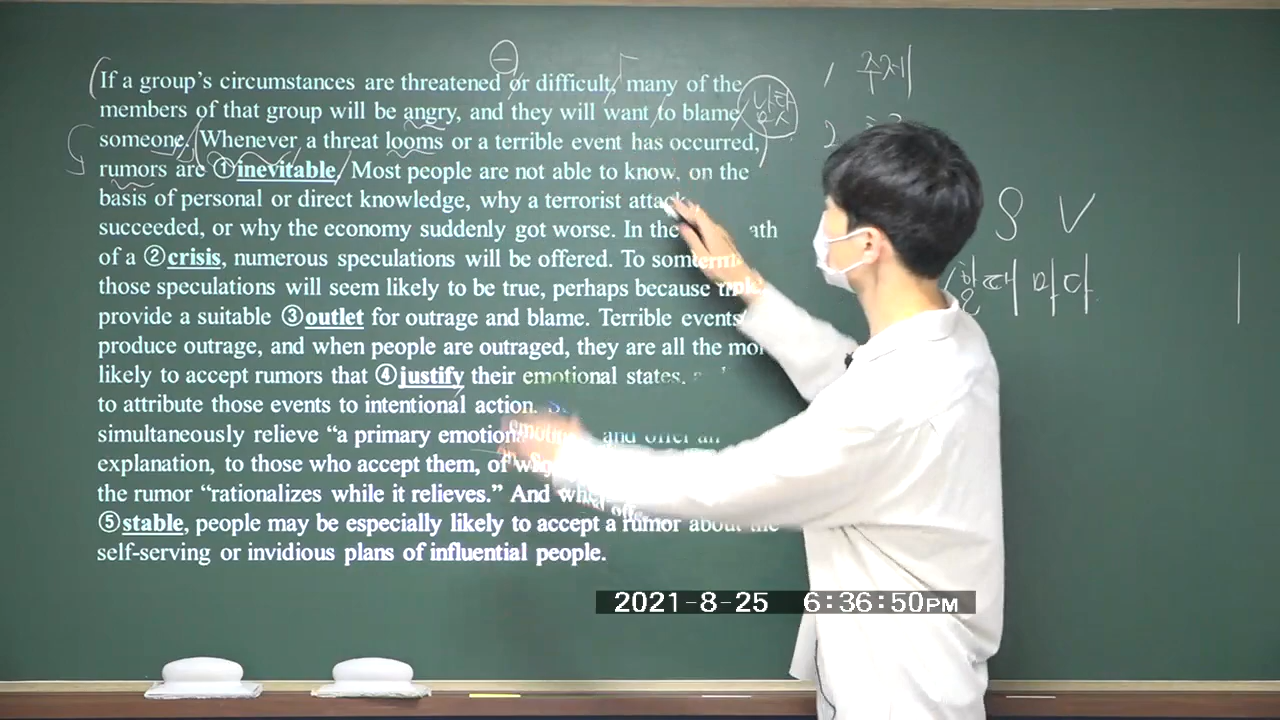 If a group's circumstances are threatened or difficult, many of the
members of that group will be angry, and they will want to blame
someone. Whenever a threat looms or a terrible event has occurred,
rumors are ①inevitable. Most people are not able to know, on the
basis of personal or direct knowledge, why a terrorist attack
succeeded, or why the economy suddenly got worse. In the
of a ②crisis, numerous speculations will be offered. To some
those speculations will seem likely to be true, perhaps because
provide a suitable ③outlet for outrage and blame. Terrible events
produce outrage, and when people are outraged, they are all the
likely to accept rumors that ④justify their emotional states,
to attribute those events to intentional action.
simultaneously relieve “a primary emotional and offer an
explanation, to those who accept them, of
the rumor “rationalizes while it relieves.” And
⑤stable, people may be especially likely to accept a rumor about the
self-serving or invidious plans of influential people.
1 주제
2
S V
2021-8-25 6:36:50PM